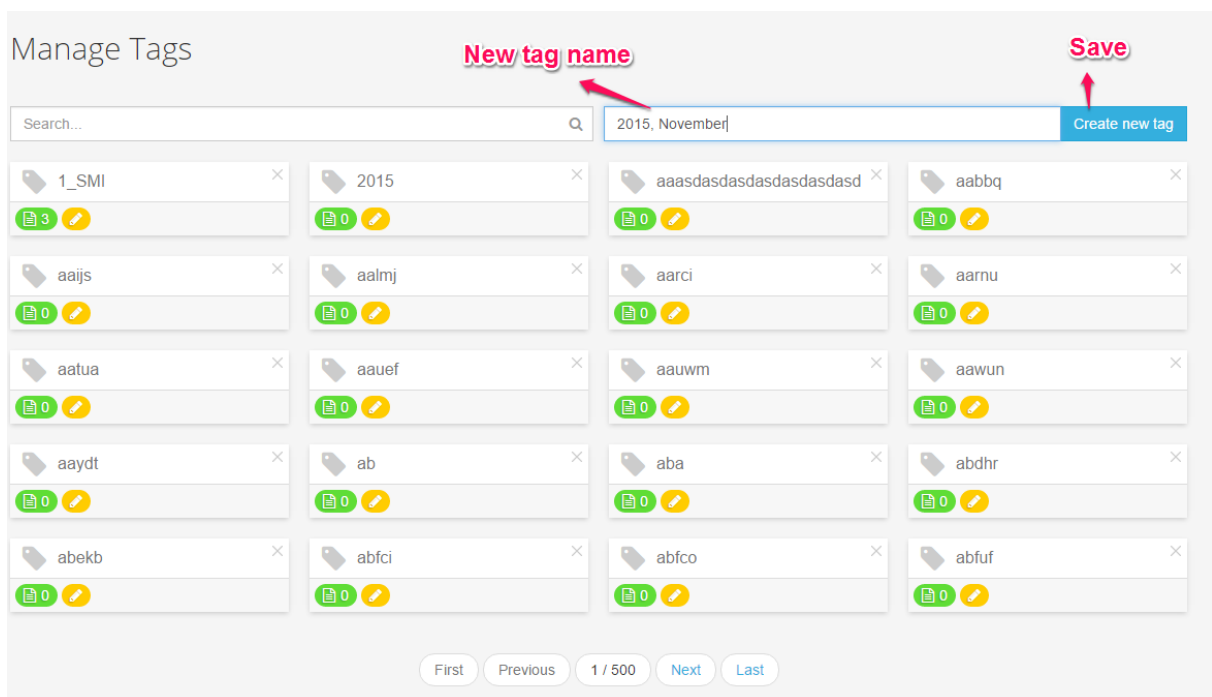 Manage Tags
New tag name
Save
Search...
2015, November
Create new tag
1_SMI
2015
aaasdasdasdasdasdasdasd
aabbq
3
0
0
0
aaijs
aalmj
aarci
aarnu
0
0
0
0
aatua
aauef
aauwm
aawun
0
0
0
0
aaydt
ab
aba
abdhr
0
0
0
0
abekb
abfci
abfco
abfuf
0
0
0
0
First
Previous
1 / 500
Next
Last